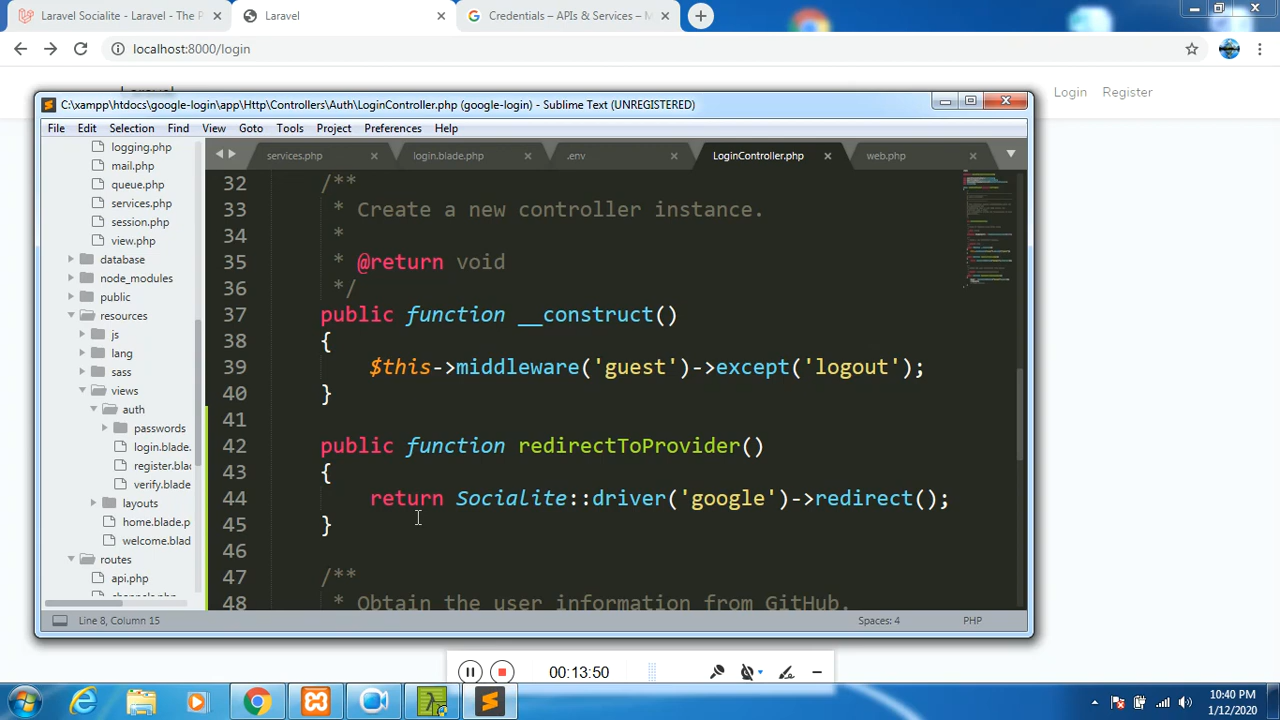 Laravel Socialite - Laravel - The P
Laravel
Credentials – APIs & Services – M
localhost:8000/login
Login Register
C:\xampp\htdocs\google-login\app\Http\Controllers\Auth\LoginController.php (google-login) - Sublime Text (UNREGISTERED)
File Edit Selection Find View Goto Tools Project Preferences Help
services.php
login.blade.php
.env
LoginController.php
web.php
logging.php
mail.php
queue.php
services.php
session.php
view.php
database
node modules
public
resources
js
lang
sass
views
auth
passwords
login.blade.
register.bla
verify.blade
layouts
home.blade.p
welcome.blad
routes
api.php
32 /**
33 * Create a new controller instance.
34 *
35 * @return void
36 */
37 public function __construct()
38 {
39 $this->middleware('guest')->except('logout');
40 }
41
42 public function redirectToProvider()
43 {
44 return Socialite::driver('google')->redirect();
45 }
46
47 /**
48 * Obtain the user information from GitHub.
Line 8, Column 15
Spaces: 4
PHP
00:13:50
10:40 PM
1/12/2020